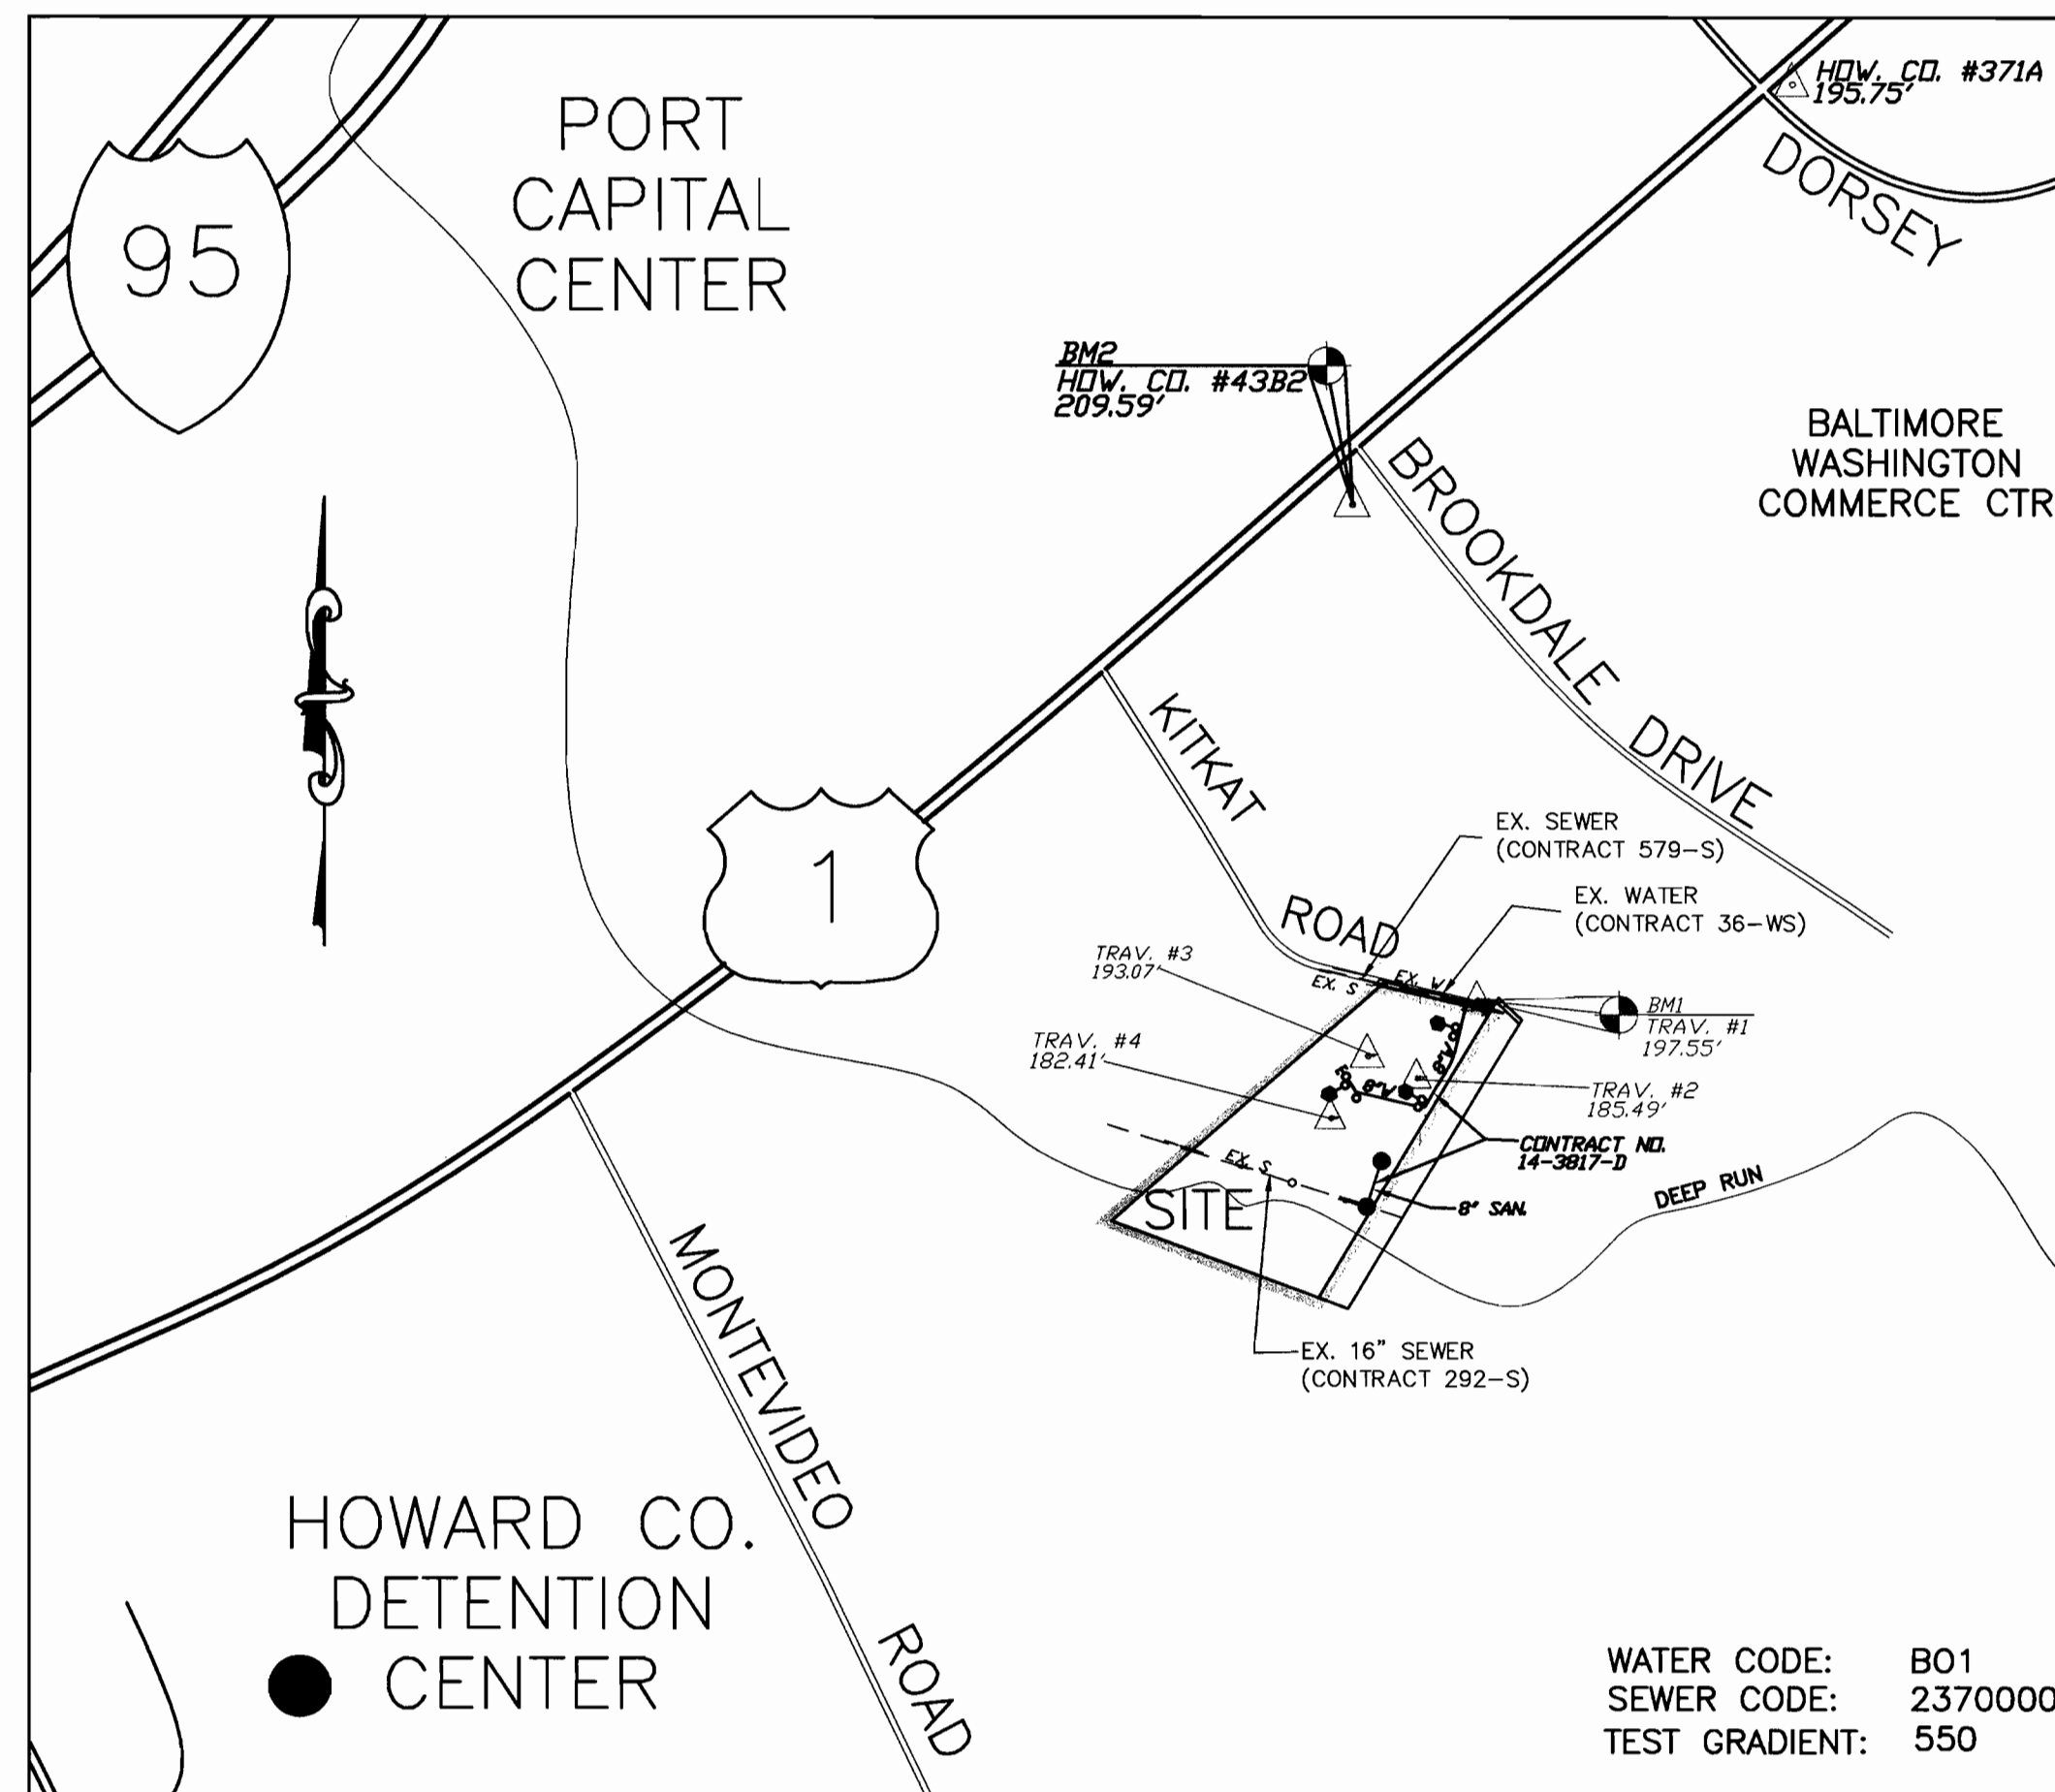 PORT
CAPITAL
CENTER
95
HOW. CO. #371A
195.75'
DORSEY
BM2
HOW. CO. #43B2
209.59'
BALTIMORE
WASHINGTON
COMMERCE CTR
BROOKDALE DRIVE
KITKAT ROAD
1
EX. SEWER
(CONTRACT 579-S)
EX. WATER
(CONTRACT 36-WS)
TRAV. #3
193.07'
EX. S
EX. W
BM1
TRAV. #1
197.55'
TRAV. #4
182.41'
8"W
8"W
TRAV. #2
185.49'
CONTRACT NO.
14-3817-D
EX. S
SITE
8" SAN.
DEEP RUN
EX. 16" SEWER
(CONTRACT 292-S)
MONTEVIDEO ROAD
HOWARD CO.
DETENTION
CENTER
WATER CODE: BO1
SEWER CODE: 2370000
TEST GRADIENT: 550